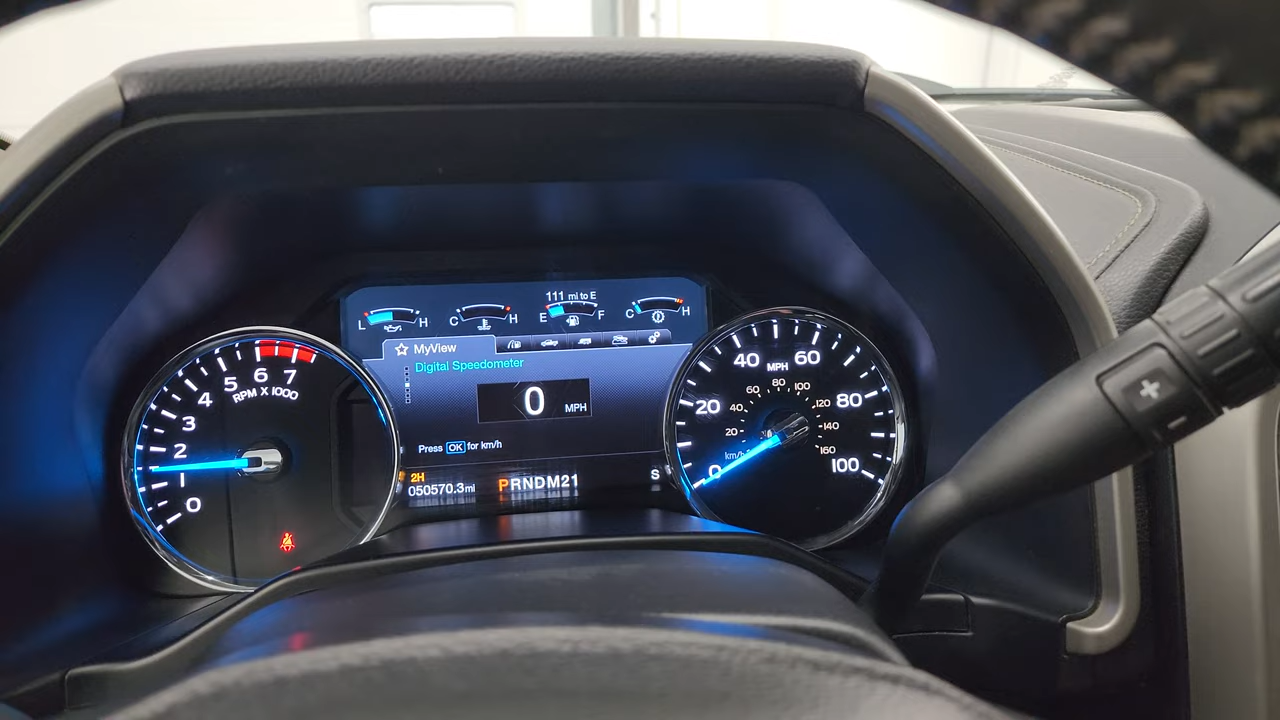 111 mi to E
L H C H E F C H
MyView
Digital Speedometer
0 MPH
Press OK for km/h
2H
050570.3mi
PRNDM21
S
0 1 2 3 4 5 6 7
RPM X 1000
0 20 40 60 80 100
MPH
20 40 60 80 100 120 140 160
km/h
+
-